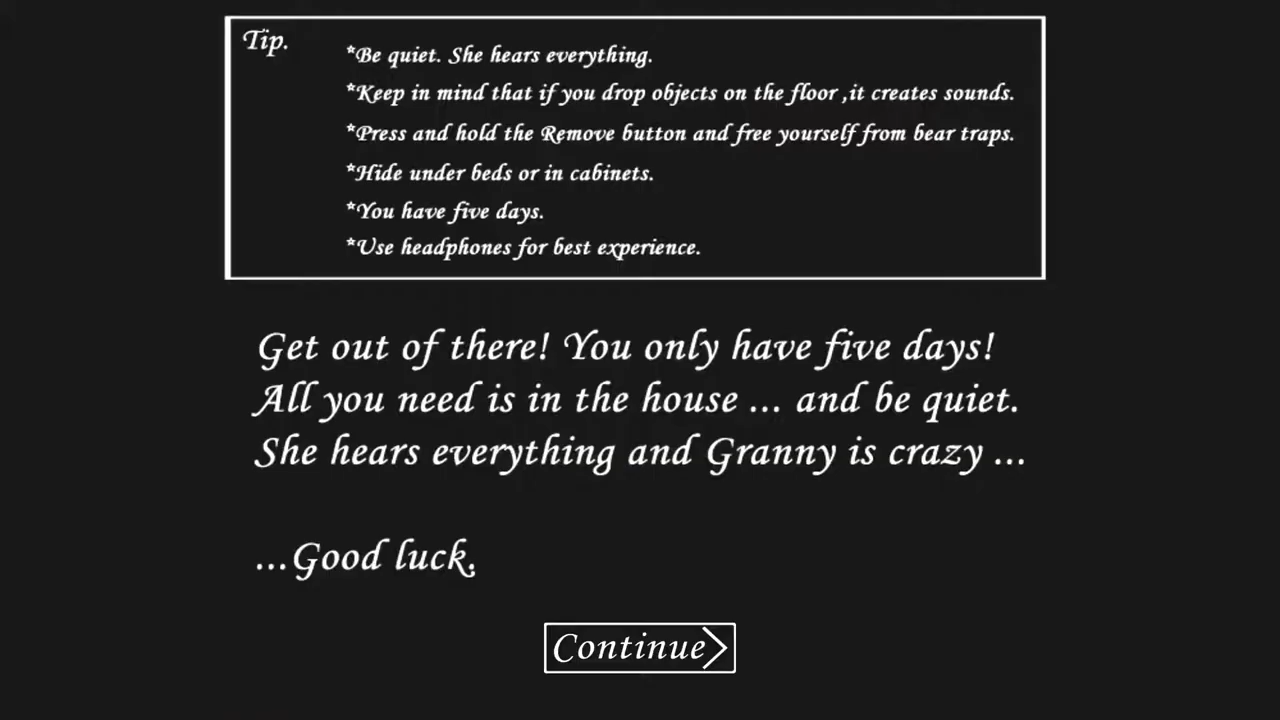 Tip.
*Be quiet. She hears everything.
*Keep in mind that if you drop objects on the floor ,it creates sounds.
*Press and hold the Remove button and free yourself from bear traps.
*Hide under beds or in cabinets.
*You have five days.
*Use headphones for best experience.
Get out of there! You only have five days!
All you need is in the house ... and be quiet.
She hears everything and Granny is crazy ...
...Good luck.
Continue>